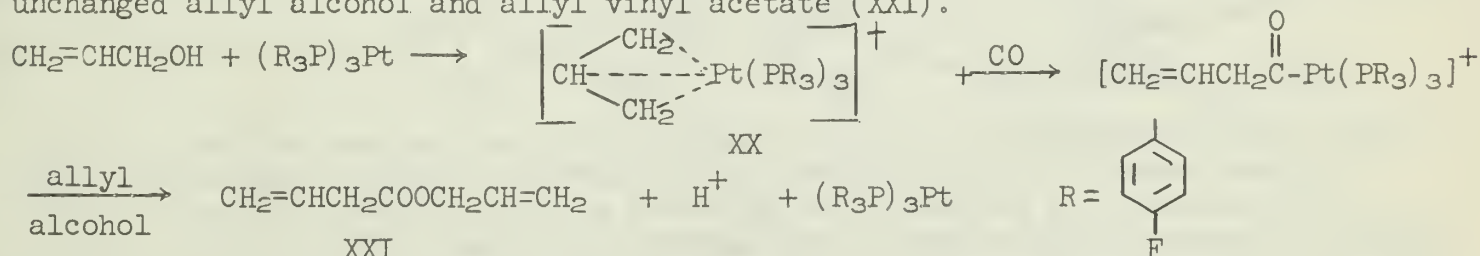 unchanged allyl alcohol and allyl vinyl acetate (XXI).
CH₂=CHCH₂OH + (R₃P)₃Pt ⟶ [CH₂ CH CH₂ Pt(PR₃)₃]⁺ + CO ⟶ [CH₂=CHCH₂C(=O)-Pt(PR₃)₃]⁺
XX
allyl alcohol ⟶ CH₂=CHCH₂COOCH₂CH=CH₂ + H⁺ + (R₃P)₃Pt R= F
XXI